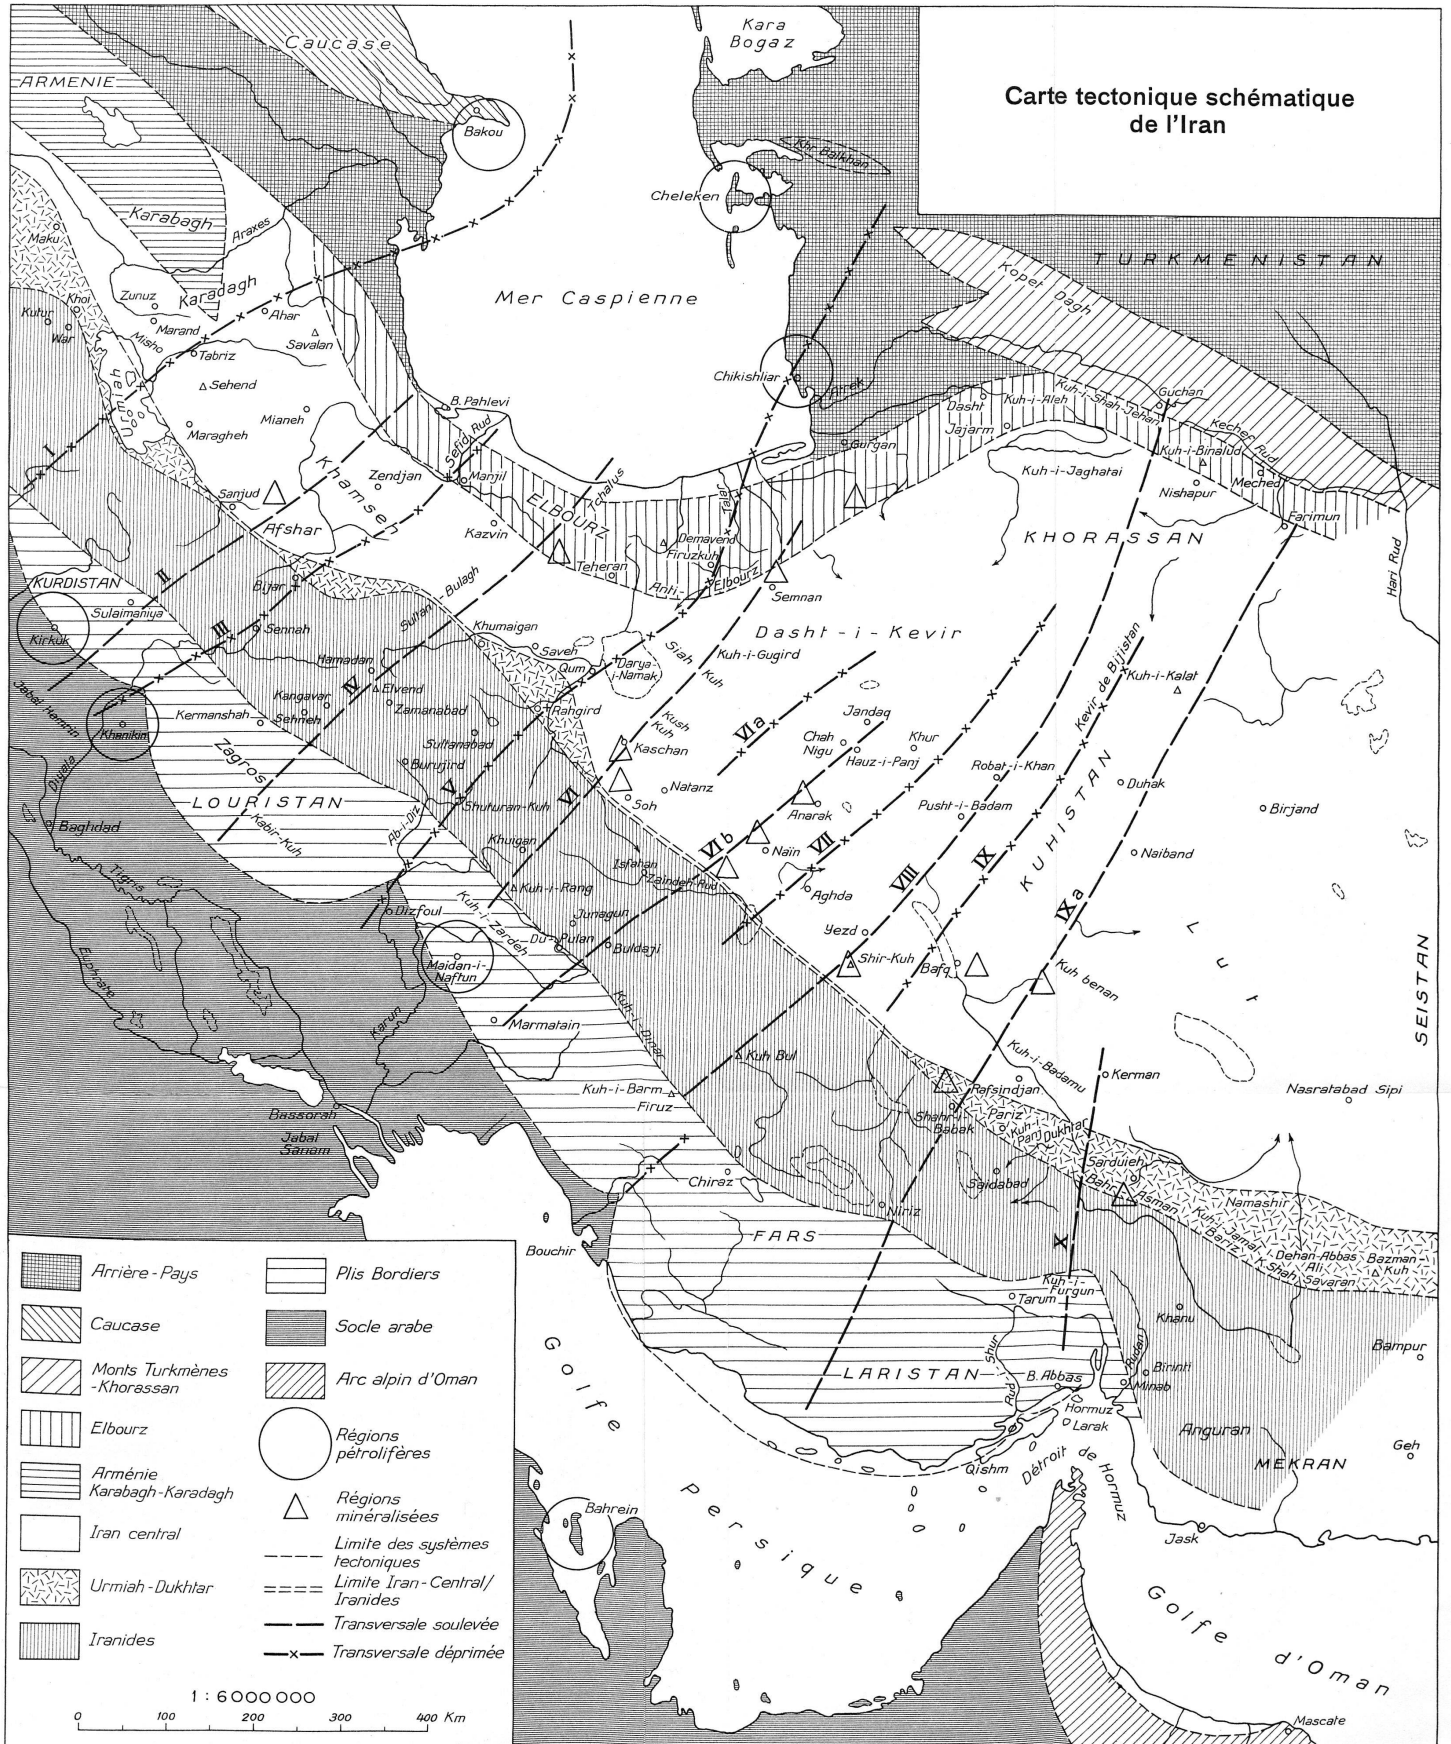 Carte tectonique schématique
de l'Iran
Kara
Bogaz
Caucase
ARMENIE
Bakou
Khr Balkhan
Cheleken
Karabagh
Araxes
Maku
TURKMENISTAN
Kopet Dagh
Mer Caspienne
Karadagh
Zunuz
Khoi
Kutur
War
Marand
Ahar
Misho
Savalan
Tabriz
Sehend
Urumieh
Mianeh
Maragheh
Chikishliar
Atrek
B. Pahlevi
Sefid Rud
Guchan
Kuh-i-Shah-Jehan
Kuh-i-Aleh
Dasht
Jajarm
Gurgan
Kechef Rud
Kuh-i-Binalud
Kuh-i-Jaghatai
Nishapur
Meched
Farimun
Hari Rud
I
Khamseh
Zendjan
Manjil
Tchalus
ELBOURZ
Sanjud
Afshar
Kazvin
Demavend
Firuzkuh
Teheran
Anti-Elbourz
Semnan
KHORASSAN
KURDISTAN
II
Bijar
Sulaimaniya
III
Sennah
Kirkuk
Sultan-Bulagh
Khumaigan
Saveh
Qum
Darya-
i-Namak
Siah Kuh
Kuh-i-Gugird
Dasht-i-Kevir
Kevir de Bijistan
Kuh-i-Kalat
Hamadan
IV
Elvend
Kangavar
Sehneh
Zamanabad
Kermanshah
Rahgird
Jabal Hamrin
Khanikin
Kush
Kuh
Kaschan
VIa
Jandaq
Chah
Nigu
Khur
Hauz-i-Panj
Robat-i-Khan
Sultanabad
Burujird
Zagros
Diyala
LOURISTAN
V
Shuturan-Kuh
VI
Natanz
Soh
Duhak
Birjand
Pusht-i-Badam
Anarak
KUHISTAN
Baghdad
Kabir-Kuh
Ab-i-Diz
Khuigan
VIb
VII
IX
Naiband
Naïn
Isfahan
Zaindeh-Rud
Aghda
VIII
Tigris
Kuh-i-Rang
Dizfoul
Kuh-i-Zardeh
Junagun
Du-Pulan
Buldaji
Yezd
IXa
Lut
Euphrate
Maidan-i-
Naftun
Shir-Kuh
Bafq
Kuh benan
SEISTAN
Karun
Marmatain
Kuh-i-Dinar
Kuh Bul
Kuh-i-Badamu
Kerman
Kuh-i-Barm
Firuz
Rafsindjan
Nasratabad Sipi
Bassorah
Jabal
Sanam
Shahr-i-
Babak
Pariz
Kuh-i-
Panj
Dukhtar
Sarduieh
Chiraz
Saidabad
Bahr
Asman
Namashir
Niriz
FARS
X
Kuh-i-Jamal
Bariz
Dehan-Abbas
Ali
K. Shah Savaran
Bazman-
Kuh
Bouchir
Kuh-i-
Furgun
Tarum
Khanu
Bampur
Golfe Persique
LARISTAN
Rud-i-Shur
B. Abbas
Rudan
Birinti
Minab
Hormuz
Larak
Anguran
Geh
MEKRAN
Qishm
Détroit de Hormuz
Jask
Bahrein
Golfe d'Oman
Mascate
Arrière-Pays
Caucase
Monts Turkmènes
-Khorassan
Elbourz
Arménie
Karabagh-Karadagh
Iran central
Urmiah-Dukhtar
Iranides
Plis Bordiers
Socle arabe
Arc alpin d'Oman
Régions
pétrolifères
Régions
minéralisées
Limite des systèmes
tectoniques
Limite Iran-Central/
Iranides
Transversale soulevée
Transversale déprimée
1:6000000
0 100 200 300 400 Km